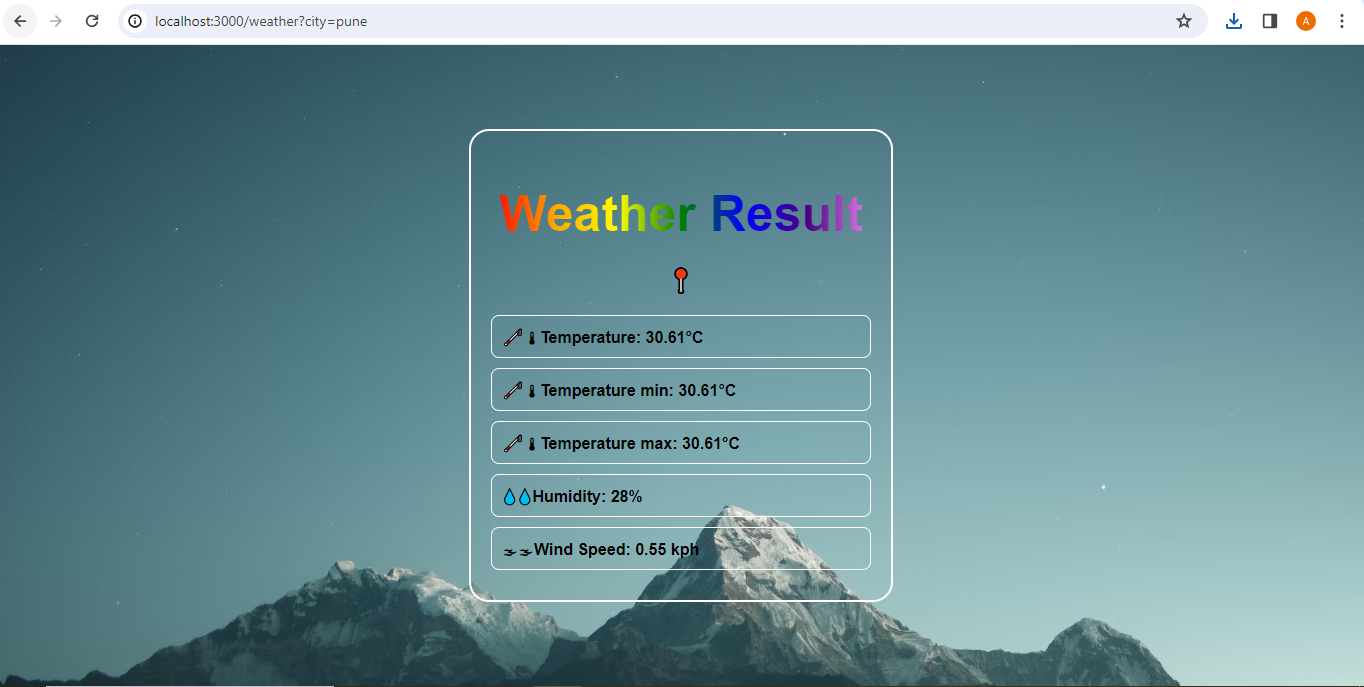 localhost:3000/weather?city=pune
A
Weather Result
Temperature: 30.61°C
Temperature min: 30.61°C
Temperature max: 30.61°C
Humidity: 28%
Wind Speed: 0.55 kph